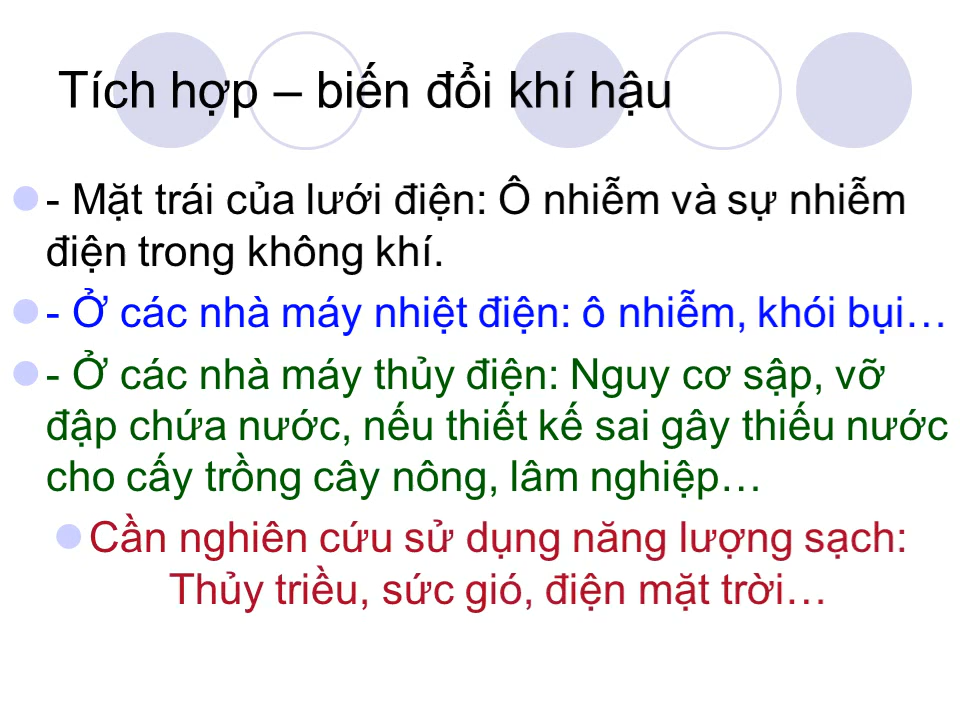 Tích hợp – biến đổi khí hậu
- Mặt trái của lưới điện: Ô nhiễm và sự nhiễm
điện trong không khí.
- Ở các nhà máy nhiệt điện: ô nhiễm, khói bụi…
- Ở các nhà máy thủy điện: Nguy cơ sập, vỡ
đập chứa nước, nếu thiết kế sai gây thiếu nước
cho cấy trồng cây nông, lâm nghiệp…
Cần nghiên cứu sử dụng năng lượng sạch:
Thủy triều, sức gió, điện mặt trời…